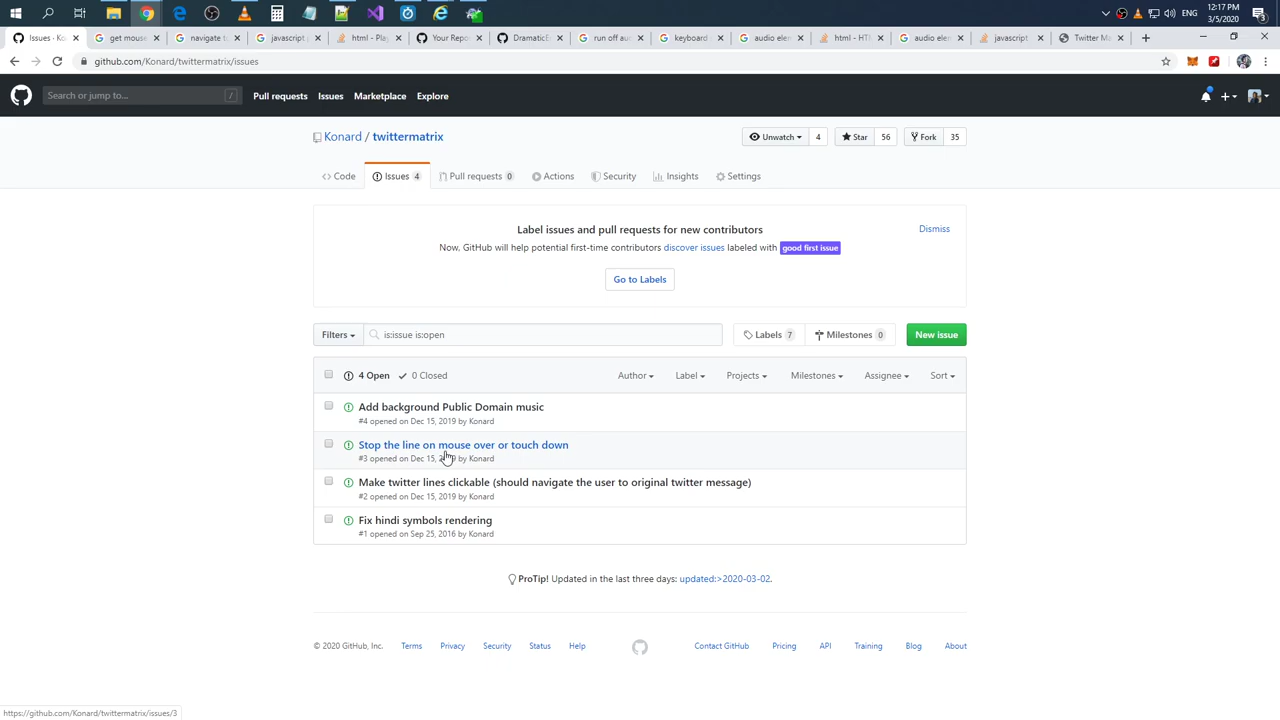 ENG
12:17 PM
3/5/2020
3
Issues · Ko
get mouse
navigate to
javascript
html - Pla
Your Repo
DramaticE
run off au
keyboard
audio elen
html - HT
audio elen
javascript
Twitter Ma
github.com/Konard/twittermatrix/issues
Search or jump to...
/
Pull requests
Issues
Marketplace
Explore
Konard / twittermatrix
Unwatch 4
Star 56
Fork 35
Code
Issues 4
Pull requests 0
Actions
Security
Insights
Settings
Label issues and pull requests for new contributors
Dismiss
Now, GitHub will help potential first-time contributors discover issues labeled with good first issue
Go to Labels
Filters
is:issue is:open
Labels 7
Milestones 0
New issue
4 Open
0 Closed
Author
Label
Projects
Milestones
Assignee
Sort
Add background Public Domain music
#4 opened on Dec 15, 2019 by Konard
Stop the line on mouse over or touch down
#3 opened on Dec 15, 2019 by Konard
Make twitter lines clickable (should navigate the user to original twitter message)
#2 opened on Dec 15, 2019 by Konard
Fix hindi symbols rendering
#1 opened on Sep 25, 2016 by Konard
ProTip! Updated in the last three days: updated:>2020-03-02.
© 2020 GitHub, Inc.
Terms
Privacy
Security
Status
Help
Contact GitHub
Pricing
API
Training
Blog
About
https://github.com/Konard/twittermatrix/issues/3